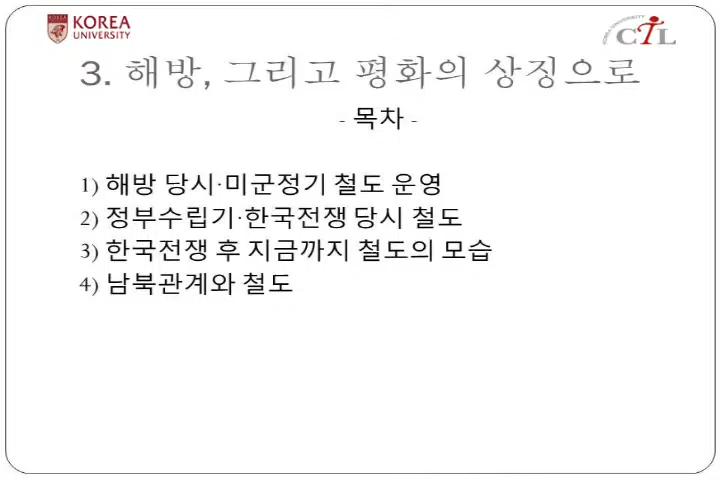 KOREA
UNIVERSITY
KOREA UNIVERSITY
CTL
3. 해방, 그리고 평화의 상징으로
- 목차 -
1) 해방 당시·미군정기 철도 운영
2) 정부수립기·한국전쟁 당시 철도
3) 한국전쟁 후 지금까지 철도의 모습
4) 남북관계와 철도